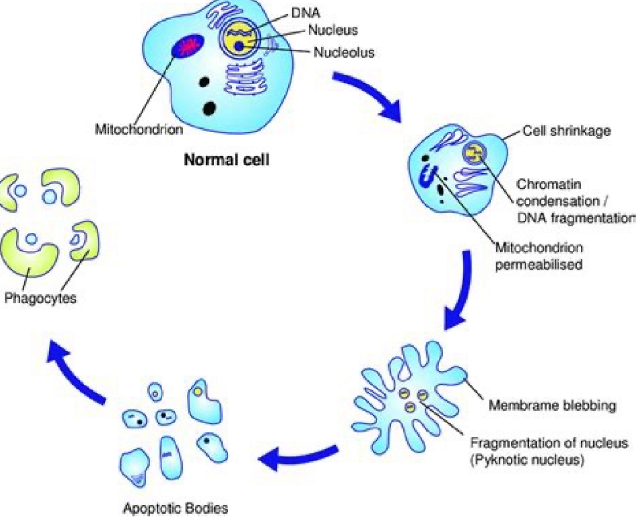 DNA
Nucleus
Nucleolus
Mitochondrion
Normal cell
Cell shrinkage
Chromatin
condensation /
DNA fragmentation
Mitochondrion
permeabilised
Phagocytes
Membrame blebbing
Fragmentation of nucleus
(Pyknotic nucleus)
Apoptotic Bodies